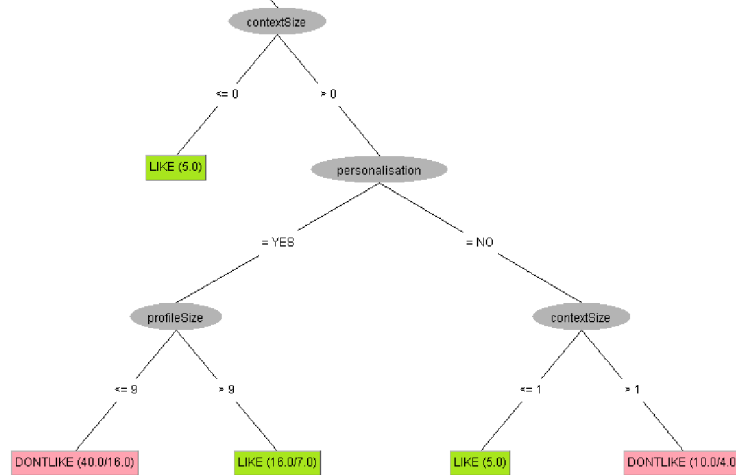 contextSize
<= 0
> 0
LIKE (5.0)
personalisation
= YES
= NO
profileSize
contextSize
<= 9
> 9
<= 1
> 1
DONTLIKE (40.0/16.0)
LIKE (16.0/7.0)
LIKE (5.0)
DONTLIKE (10.0/4.0